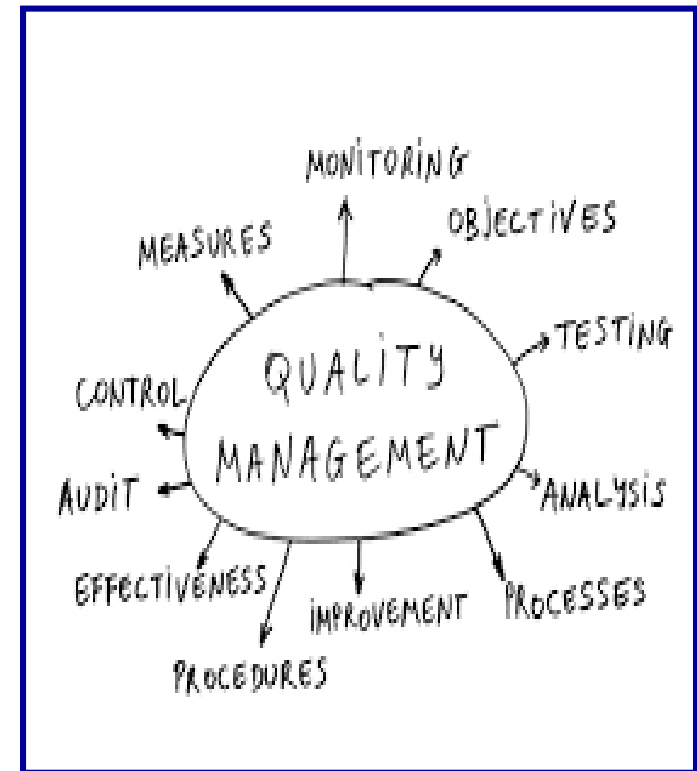 MONITORING
OBJECTIVES
MEASURES
TESTING
QUALITY
CONTROL
MANAGEMENT
AUDIT
ANALYSIS
EFFECTIVENESS
IMPROVEMENT
PROCESSES
PROCEDURES